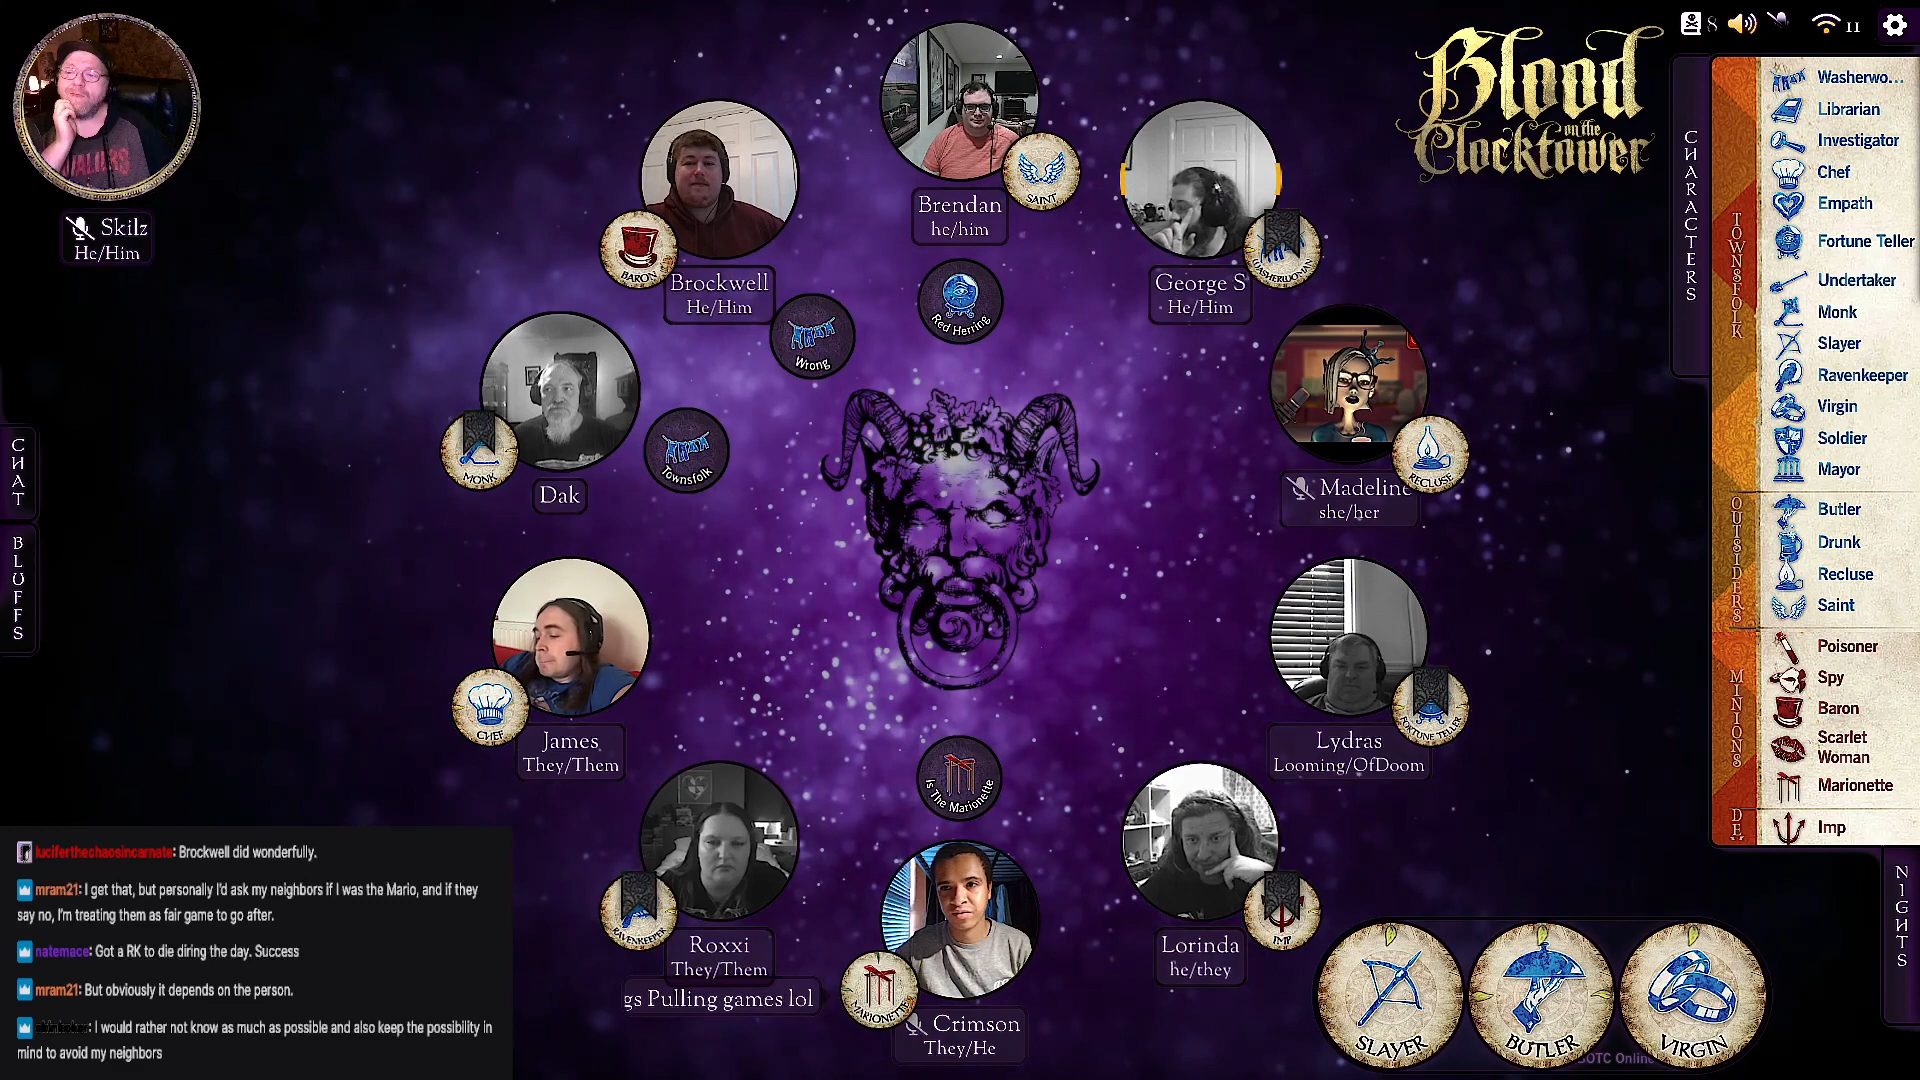 Skilz
He/Him
VALIERS
Brendan
he/him
SAINT
Brockwell
He/Him
BARON
George S
He/Him
WASHERWOMAN
Red Herring
Wrong
Townsfolk
Dak
MONK
Madeline
she/her
RECLUSE
James
They/Them
CHEF
Lydras
Looming/OfDoom
FORTUNE TELLER
Is The Marionette
Roxxi
They/Them
RAVENKEEPER
gs Pulling games lol
Crimson
They/He
MARIONETTE
Lorinda
he/they
IMP
Blood
on the
Clocktower
8
11
CHAT
BLUFFS
CHARACTERS
TOWNSFOLK
Washerwo...
Librarian
Investigator
Chef
Empath
Fortune Teller
Undertaker
Monk
Slayer
Ravenkeeper
Virgin
Soldier
Mayor
OUTSIDERS
Butler
Drunk
Recluse
Saint
MINIONS
Poisoner
Spy
Baron
Scarlet
Woman
Marionette
DE
Imp
NIGHTS
SLAYER
BUTLER
VIRGIN
BOTC Online
luciferthechaosincarnate: Brockwell did wonderfully.
mram21: I get that, but personally I'd ask my neighbors if I was the Mario, and if they
say no, I'm treating them as fair game to go after.
natemace: Got a RK to die diring the day. Success
mram21: But obviously it depends on the person.
: I would rather not know as much as possible and also keep the possibility in
mind to avoid my neighbors